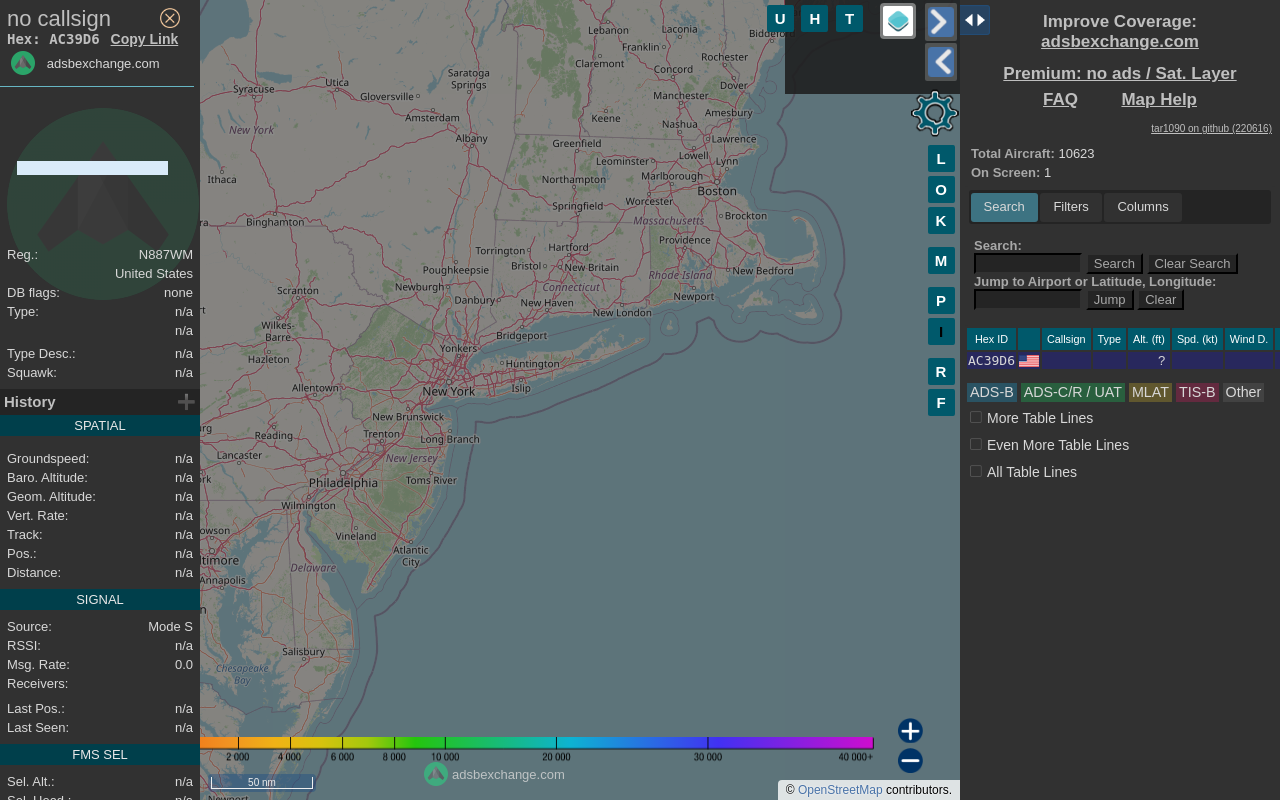 no callsign
Hex: AC39D6 Copy Link
adsbexchange.com
Reg.: N887WM
United States
DB flags: none
Type: n/a
n/a
Type Desc.: n/a
Squawk: n/a
History
SPATIAL
Groundspeed: n/a
Baro. Altitude: n/a
Geom. Altitude: n/a
Vert. Rate: n/a
Track: n/a
Pos.: n/a
Distance: n/a
SIGNAL
Source: Mode S
RSSI: n/a
Msg. Rate: 0.0
Receivers:
Last Pos.: n/a
Last Seen: n/a
FMS SEL
Sel. Alt.: n/a
U H T
Lebanon
Laconia
Franklin
Claremont
Rochester
Concord
Dover
Manchester
Amesbury
Keene
Nashua
Saratoga
Springs
Utica
Syracuse
Gloversville
Amsterdam
New York
Albany
Greenfield
Lawrence
Lowell
Leominster
Lynn
Marlborough
Northampton
Ithaca
Boston
Worcester
Springfield
Brockton
Massachusetts
Binghamton
Providence
Hartford
Torrington
Bristol
New Britain
Poughkeepsie
New Bedford
Rhode Island
Connecticut
Newburgh
Scranton
Danbury
New Haven
New London
Newport
Wilkes-
Barre
Bridgeport
Yonkers
Hazleton
Huntington
Allentown
New York
Islip
New Brunswick
Reading
Trenton
Long Branch
Lancaster
New Jersey
Philadelphia
Toms River
Wilmington
Vineland
Atlantic
City
Delaware
Annapolis
Salisbury
Chesapeake
Bay
L
O
K
M
P
I
R
F
2 000 4 000 6 000 8 000 10 000 20 000 30 000 40 000+
50 nm
adsbexchange.com
© OpenStreetMap contributors.
Improve Coverage:
adsbexchange.com
Premium: no ads / Sat. Layer
FAQ Map Help
tar1090 on github (220616)
Total Aircraft: 10623
On Screen: 1
Search Filters Columns
Search:
Search Clear Search
Jump to Airport or Latitude, Longitude:
Jump Clear
Hex ID Callsign Type Alt. (ft) Spd. (kt) Wind D.
AC39D6 ?
ADS-B ADS-C/R / UAT MLAT TIS-B Other
More Table Lines
Even More Table Lines
All Table Lines